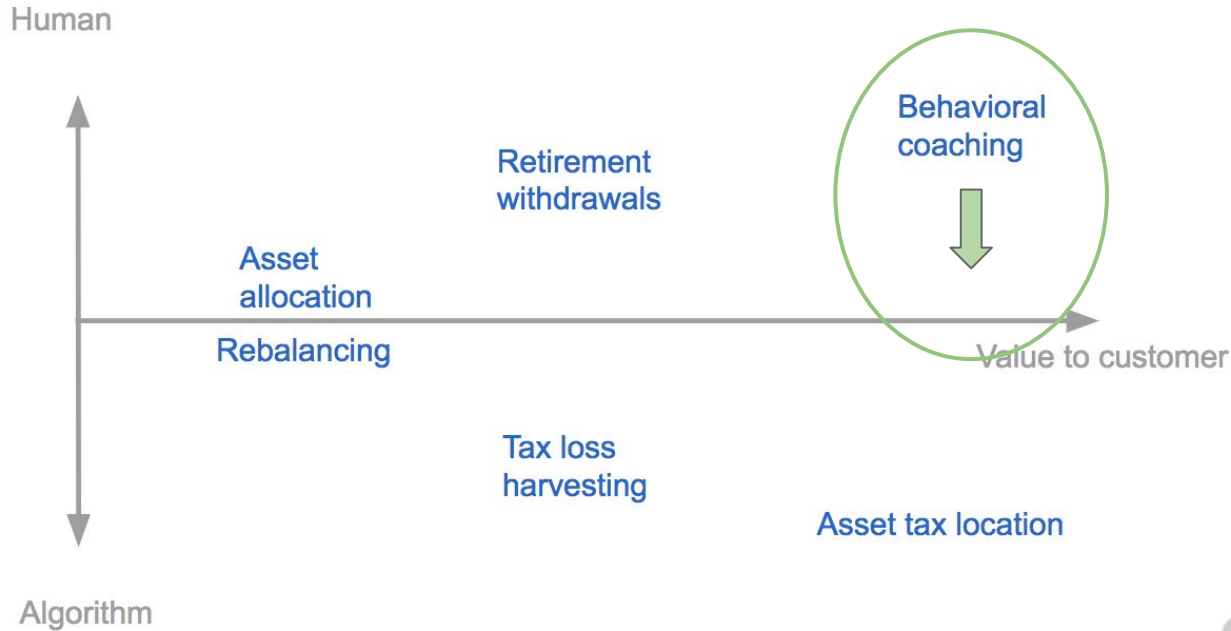 Human
Behavioral
coaching
Retirement
withdrawals
Asset
allocation
Rebalancing
Value to customer
Tax loss
harvesting
Asset tax location
Algorithm